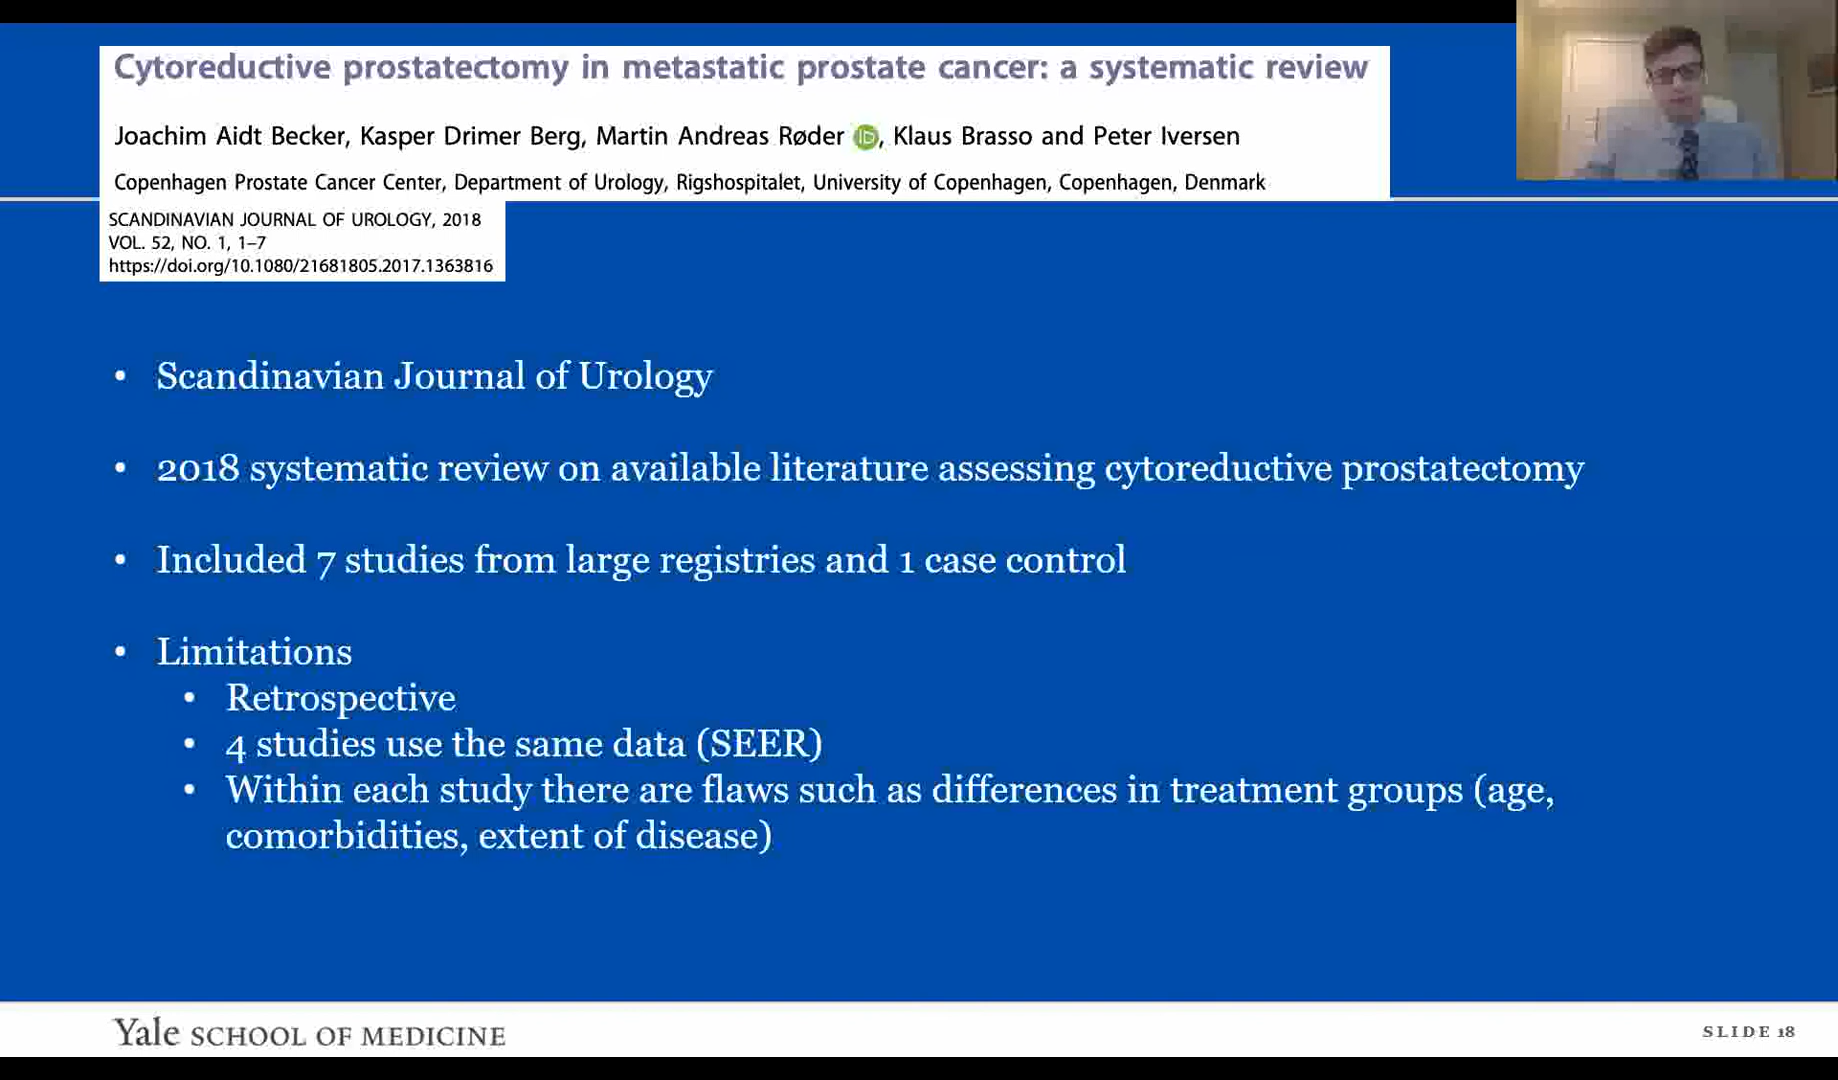 Cytoreductive prostatectomy in metastatic prostate cancer: a systematic review
Joachim Aidt Becker, Kasper Drimer Berg, Martin Andreas Røder iD, Klaus Brasso and Peter Iversen
Copenhagen Prostate Cancer Center, Department of Urology, Rigshospitalet, University of Copenhagen, Copenhagen, Denmark
SCANDINAVIAN JOURNAL OF UROLOGY, 2018
VOL. 52, NO. 1, 1–7
https://doi.org/10.1080/21681805.2017.1363816
• Scandinavian Journal of Urology
• 2018 systematic review on available literature assessing cytoreductive prostatectomy
• Included 7 studies from large registries and 1 case control
• Limitations
• Retrospective
• 4 studies use the same data (SEER)
• Within each study there are flaws such as differences in treatment groups (age,
comorbidities, extent of disease)
Yale SCHOOL OF MEDICINE
SLIDE 18